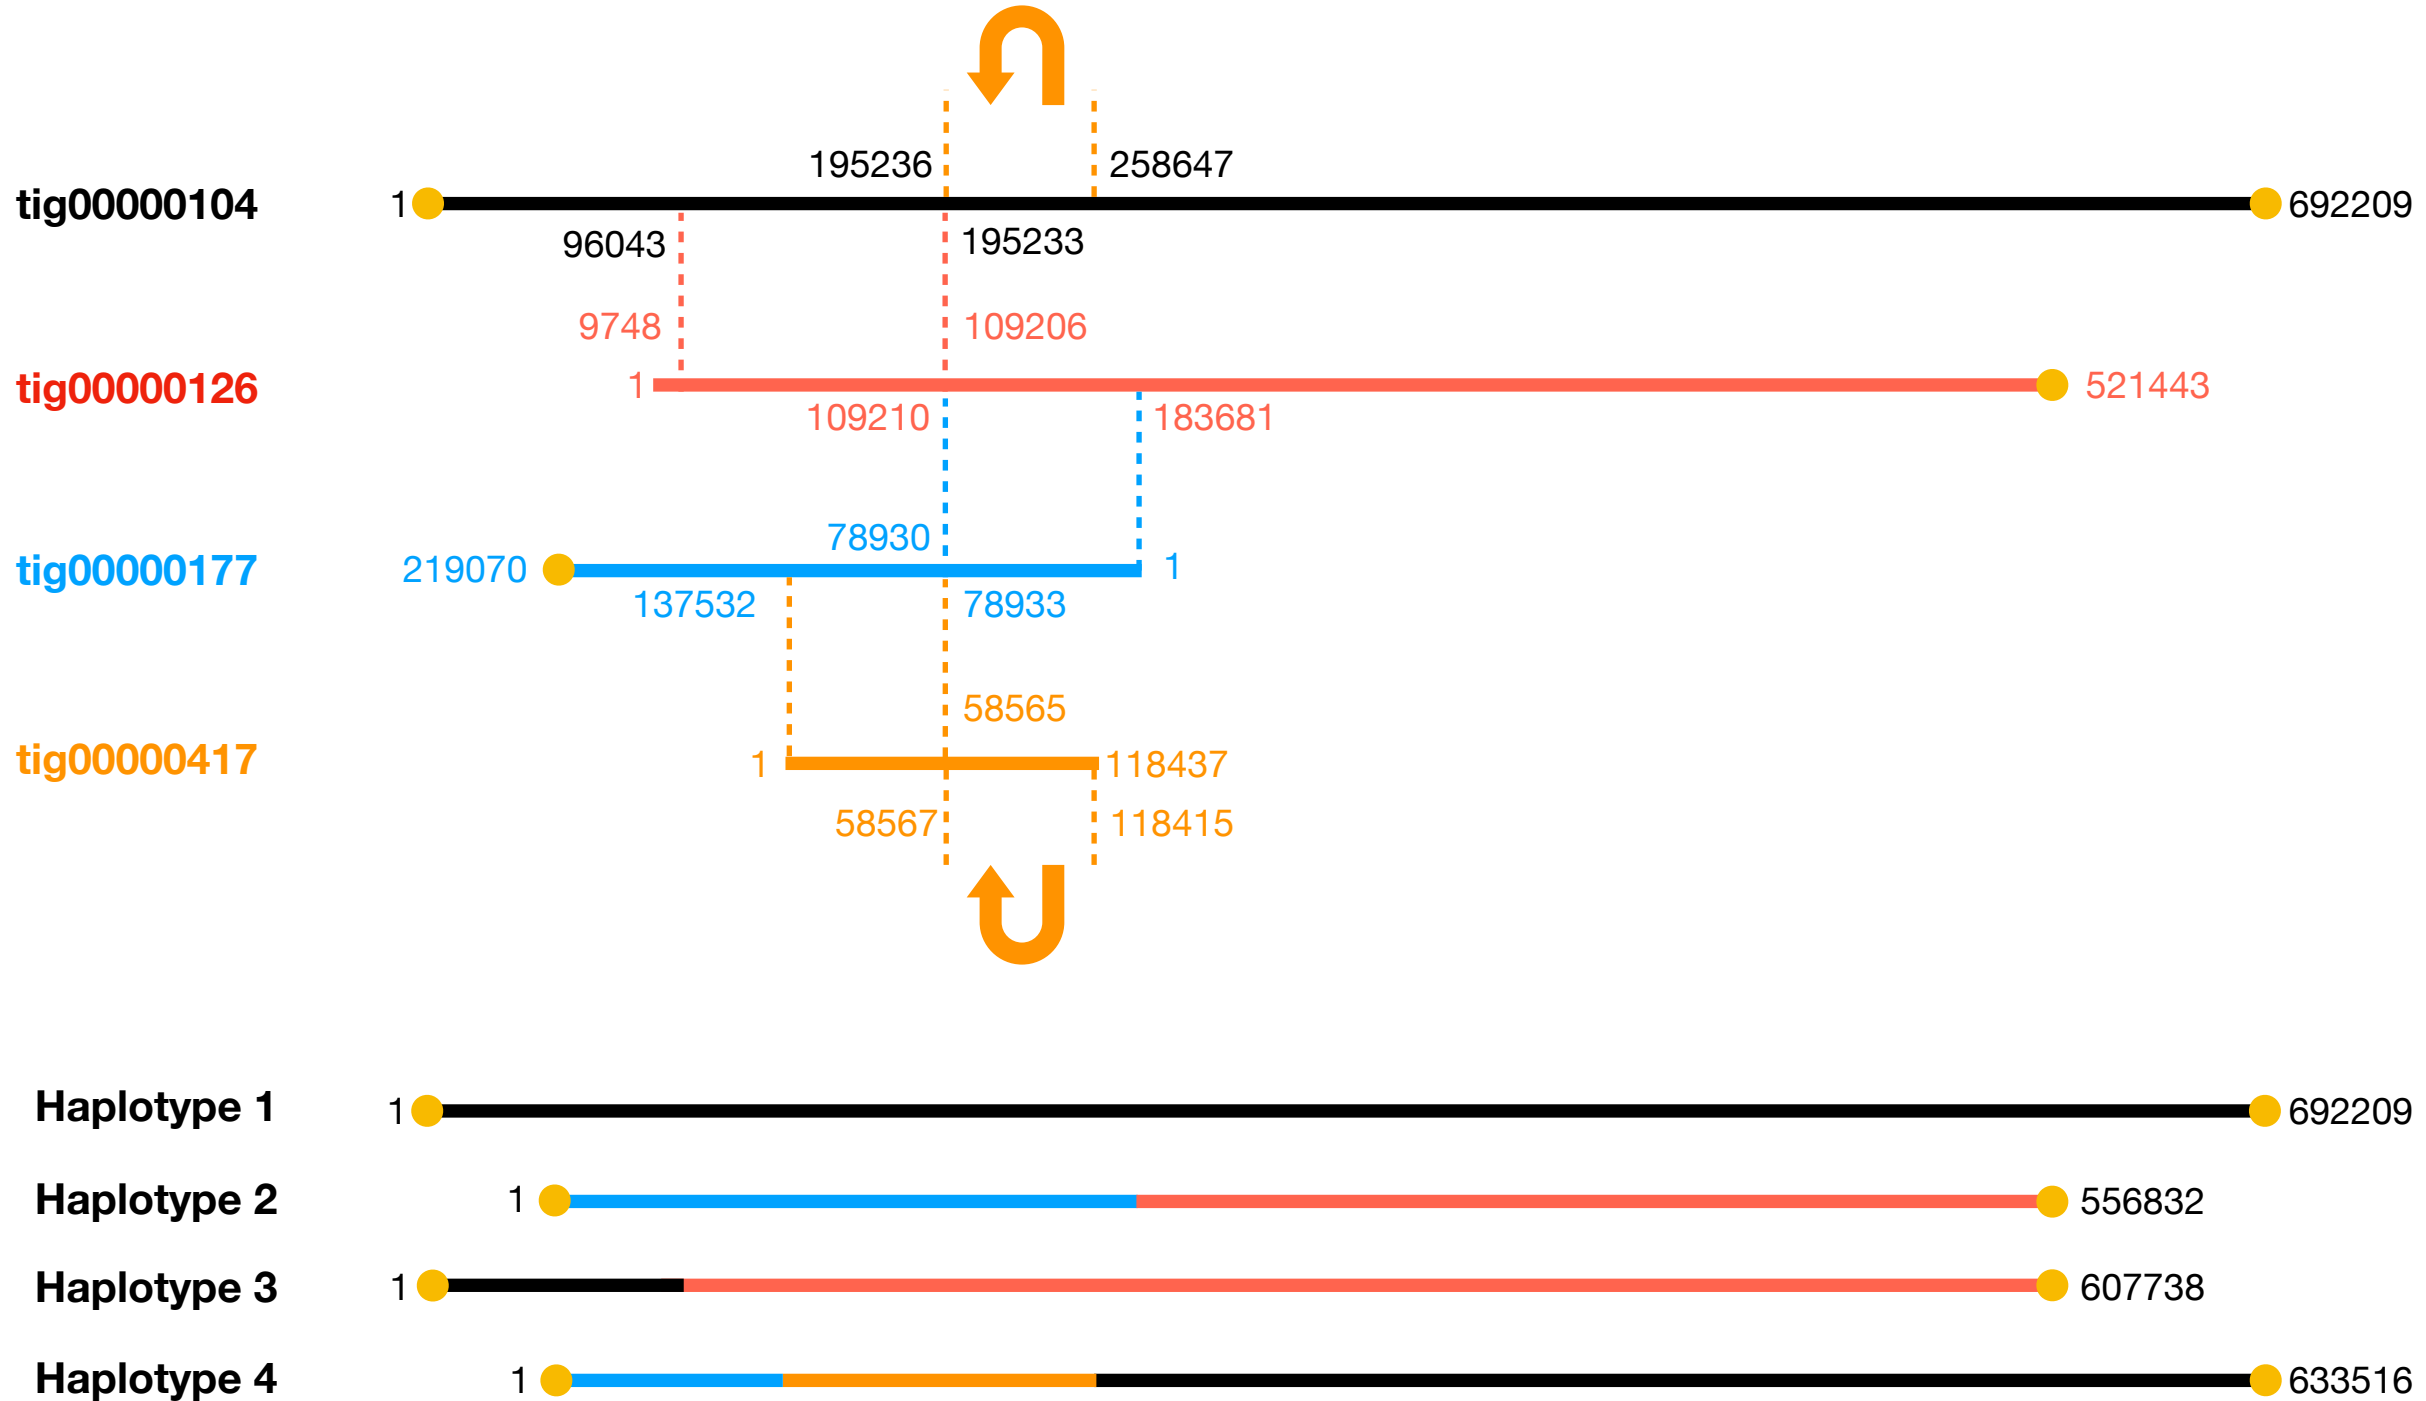 195236 258647
tig00000104 1 692209
96043 195233
9748 109206
tig00000126 1 521443
109210 183681
78930
tig00000177 219070 1
137532 78933
58565
tig00000417 1 118437
58567 118415
Haplotype 1 1 692209
Haplotype 2 1 556832
Haplotype 3 1 607738
Haplotype 4 1 633516